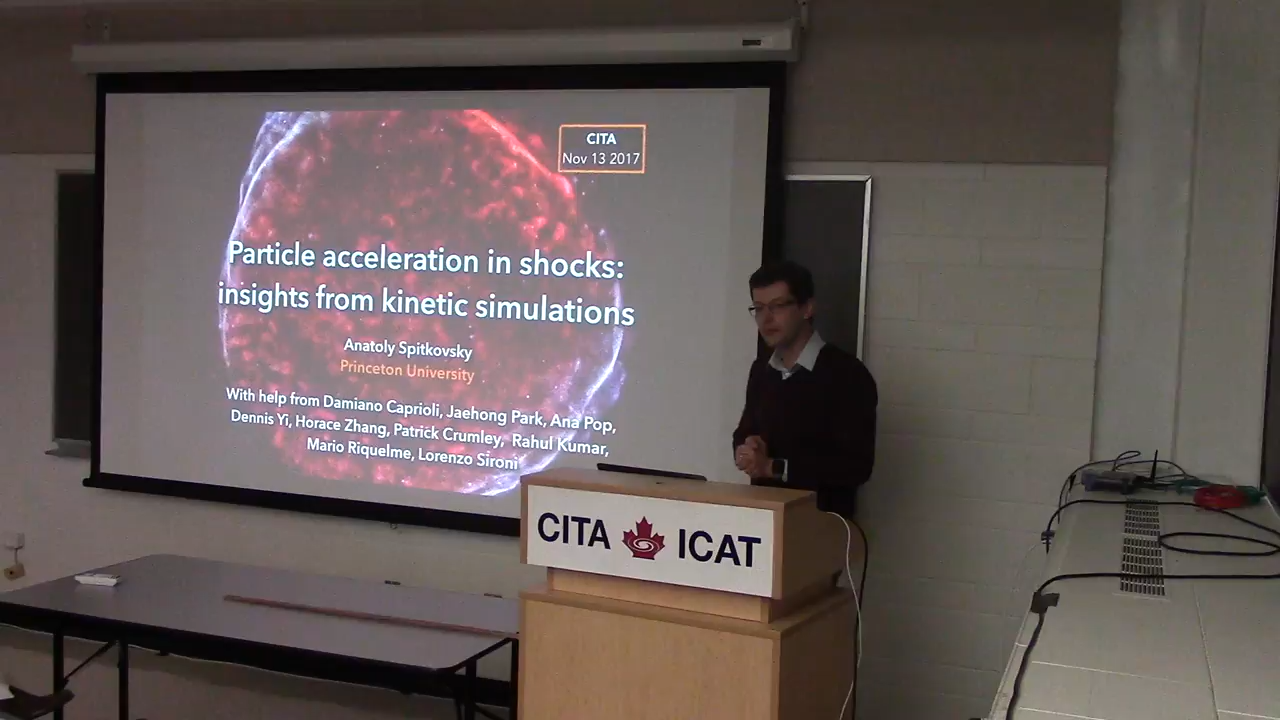 CITA
Nov 13 2017
Particle acceleration in shocks:
insights from kinetic simulations
Anatoly Spitkovsky
Princeton University
With help from Damiano Caprioli, Jaehong Park, Ana Pop,
Dennis Yi, Horace Zhang, Patrick Crumley, Rahul Kumar,
Mario Riquelme, Lorenzo Sironi
CITA ICAT